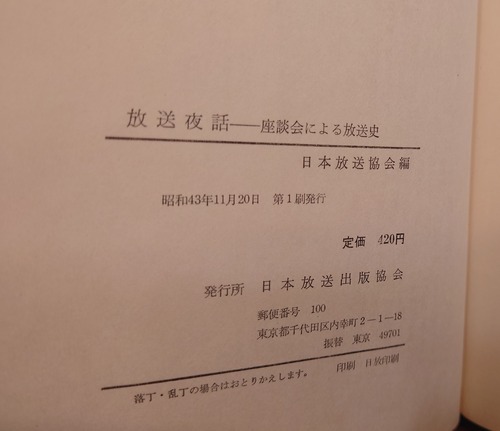 放送夜話――座談会による放送史
日本放送協会編
昭和43年11月20日 第1刷発行
定価 420円
発行所 日本放送出版協会
郵便番号 100
東京都千代田区内幸町2―1―18
振替 東京 49701
落丁・乱丁の場合はおとりかえします。 印刷 日放印刷